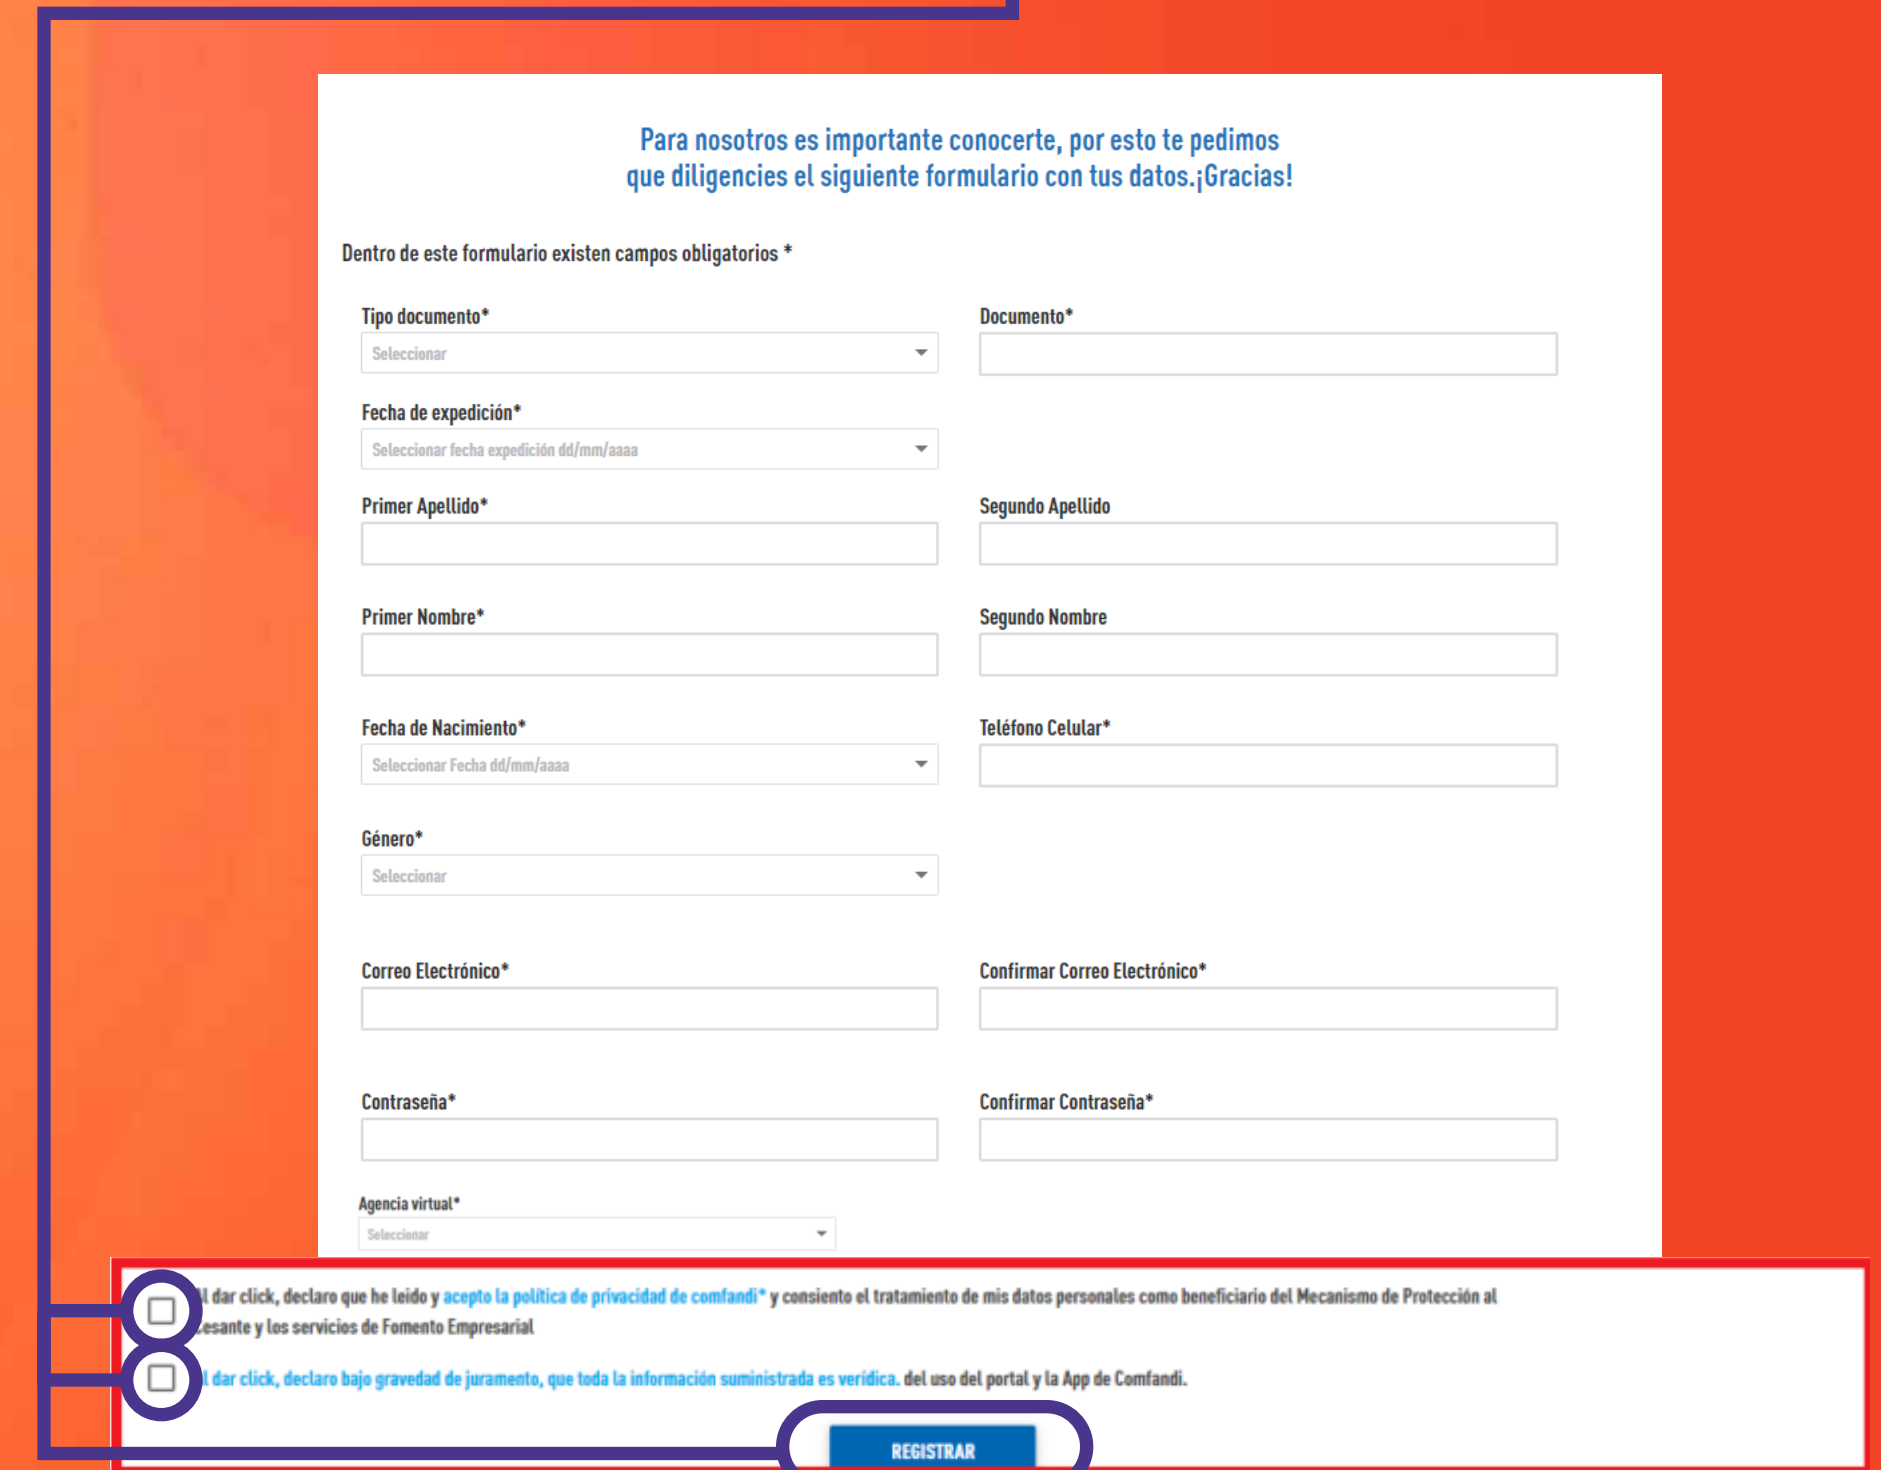 Para nosotros es importante conocerte, por esto te pedimos
que diligencies el siguiente formulario con tus datos.¡Gracias!
Dentro de este formulario existen campos obligatorios *
Tipo documento*
Documento*
Seleccionar
Fecha de expedición*
Seleccionar fecha expedición dd/mm/aaaa
Primer Apellido*
Segundo Apellido
Primer Nombre*
Segundo Nombre
Fecha de Nacimiento*
Teléfono Celular*
Seleccionar Fecha dd/mm/aaaa
Género*
Seleccionar
Correo Electrónico*
Confirmar Correo Electrónico*
Contraseña*
Confirmar Contraseña*
Agencia virtual*
Seleccionar
Al dar click, declaro que he leido y acepto la política de privacidad de comfandi* y consiento el tratamiento de mis datos personales como beneficiario del Mecanismo de Protección al
Cesante y los servicios de Fomento Empresarial
Al dar click, declaro bajo gravedad de juramento, que toda la información suministrada es verídica. del uso del portal y la App de Comfandi.
REGISTRAR